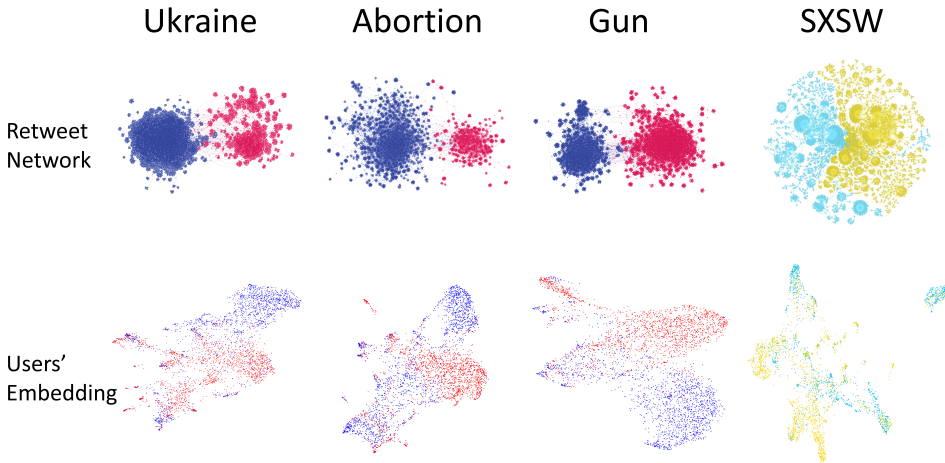 Ukraine
Abortion
Gun
SXSW
Retweet
Network
Users’
Embedding